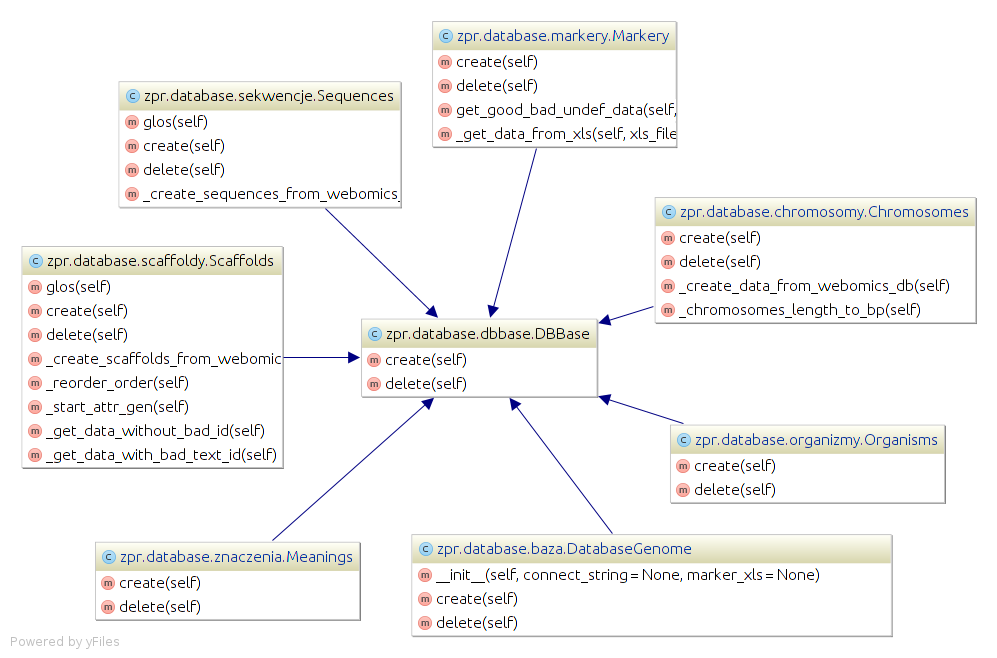 zpr.database.markery.Markery
create(self)
delete(self)
get_good_bad_undef_data(self,
_get_data_from_xls(self, xls_file
zpr.database.sekwencje.Sequences
glos(self)
create(self)
delete(self)
_create_sequences_from_webomics_
zpr.database.chromosomy.Chromosomes
create(self)
delete(self)
_create_data_from_webomics_db(self)
_chromosomes_length_to_bp(self)
zpr.database.scaffoldy.Scaffolds
glos(self)
create(self)
delete(self)
_create_scaffolds_from_webomic
_reorder_order(self)
_start_attr_gen(self)
_get_data_without_bad_id(self)
_get_data_with_bad_text_id(self)
zpr.database.dbbase.DBBase
create(self)
delete(self)
zpr.database.organizmy.Organisms
create(self)
delete(self)
zpr.database.znaczenia.Meanings
create(self)
delete(self)
zpr.database.baza.DatabaseGenome
__init__(self, connect_string=None, marker_xls=None)
create(self)
delete(self)
Powered by yFiles